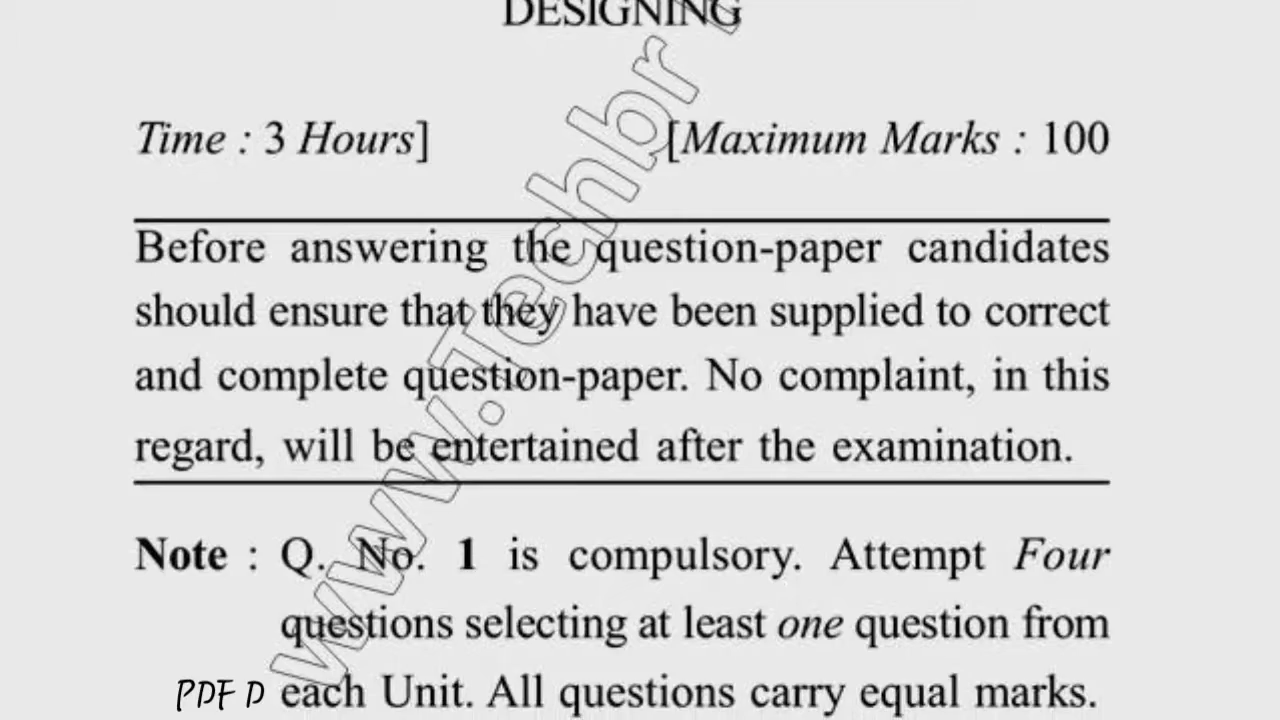 DESIGNING
Time : 3 Hours] [Maximum Marks : 100
Before answering the question-paper candidates
should ensure that they have been supplied to correct
and complete question-paper. No complaint, in this
regard, will be entertained after the examination.
Note : Q. No. 1 is compulsory. Attempt Four
questions selecting at least one question from
each Unit. All questions carry equal marks.
PDF D
www.Techbr